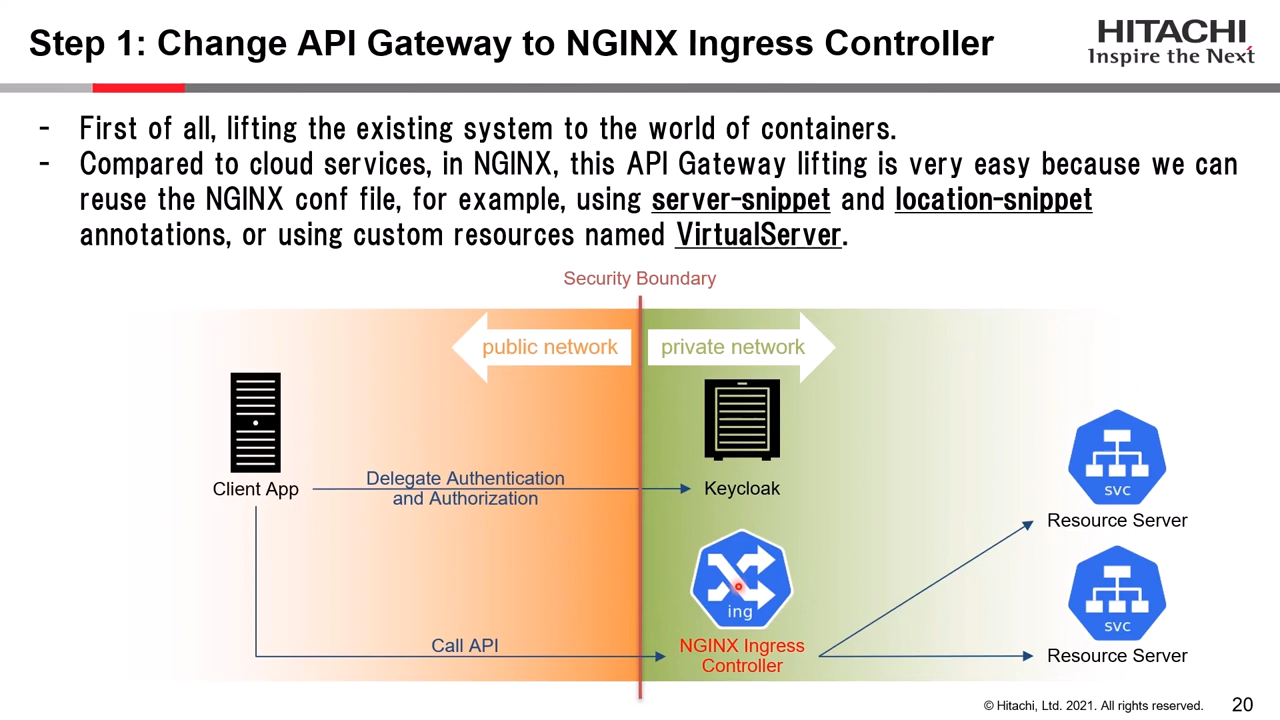 Step 1: Change API Gateway to NGINX Ingress Controller
HITACHI
Inspire the Next
- First of all, lifting the existing system to the world of containers.
- Compared to cloud services, in NGINX, this API Gateway lifting is very easy because we can
reuse the NGINX conf file, for example, using server-snippet and location-snippet
annotations, or using custom resources named VirtualServer.
Security Boundary
public network
private network
Client App
Delegate Authentication
and Authorization
Keycloak
svc
Resource Server
ing
svc
Call API
NGINX Ingress
Controller
Resource Server
© Hitachi, Ltd. 2021. All rights reserved.
20